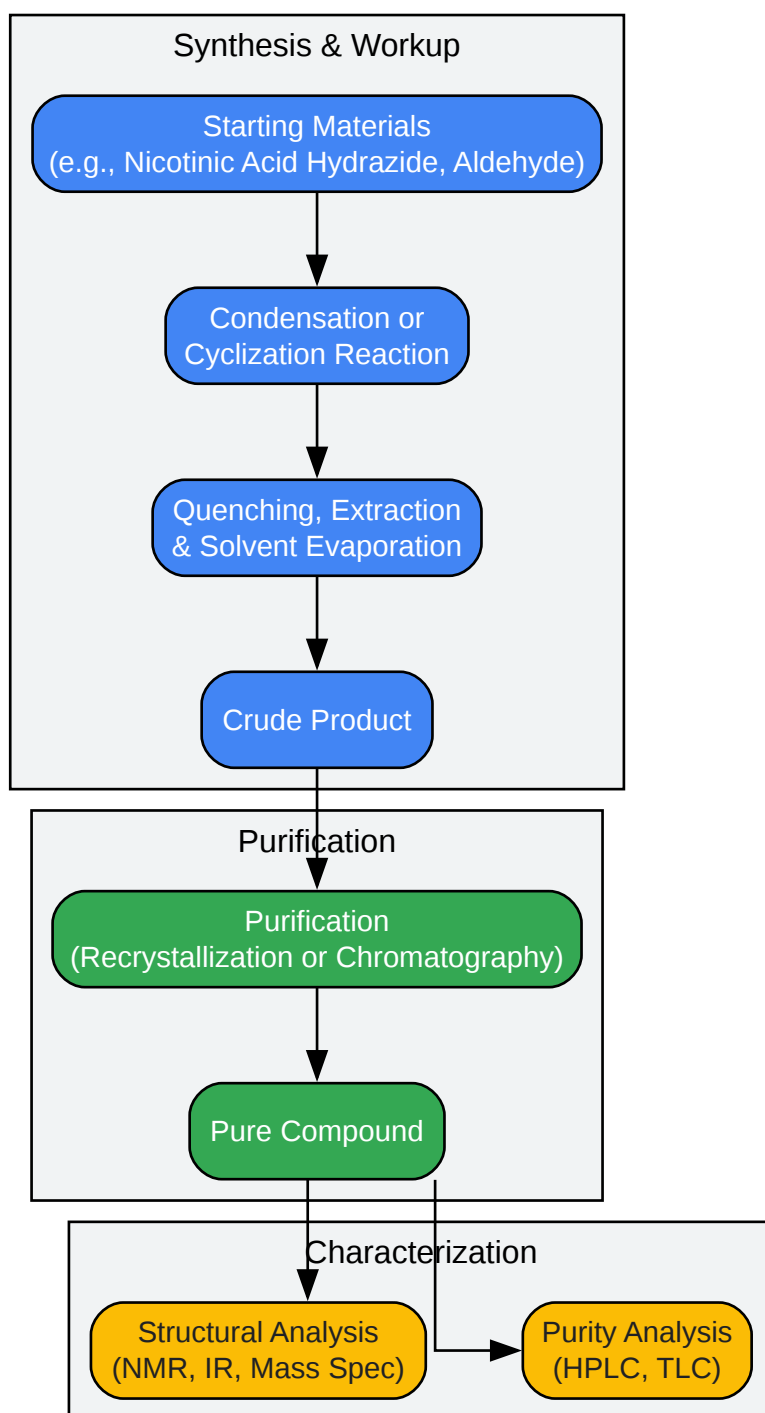 Synthesis & Workup
Starting Materials
(e.g., Nicotinic Acid Hydrazide, Aldehyde)
Condensation or
Cyclization Reaction
Quenching, Extraction
& Solvent Evaporation
Crude Product
Purification
Purification
(Recrystallization or Chromatography)
Pure Compound
Characterization
Structural Analysis
(NMR, IR, Mass Spec)
Purity Analysis
(HPLC, TLC)